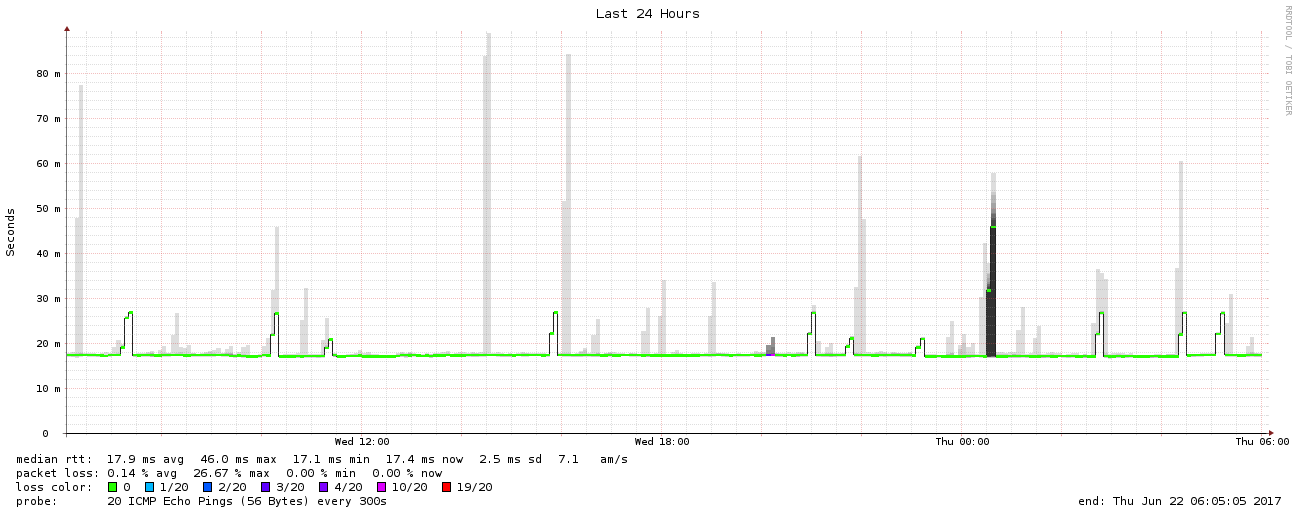 Last 24 Hours
RRDTOOL / TOBI OETIKER
Seconds
80 m
70 m
60 m
50 m
40 m
30 m
20 m
10 m
0
Wed 12:00 Wed 18:00 Thu 00:00 Thu 06:00
median rtt: 17.9 ms avg 46.0 ms max 17.1 ms min 17.4 ms now 2.5 ms sd 7.1 am/s
packet loss: 0.14 % avg 26.67 % max 0.00 % min 0.00 % now
loss color: 0 1/20 2/20 3/20 4/20 10/20 19/20
probe: 20 ICMP Echo Pings (56 Bytes) every 300s end: Thu Jun 22 06:05:05 2017